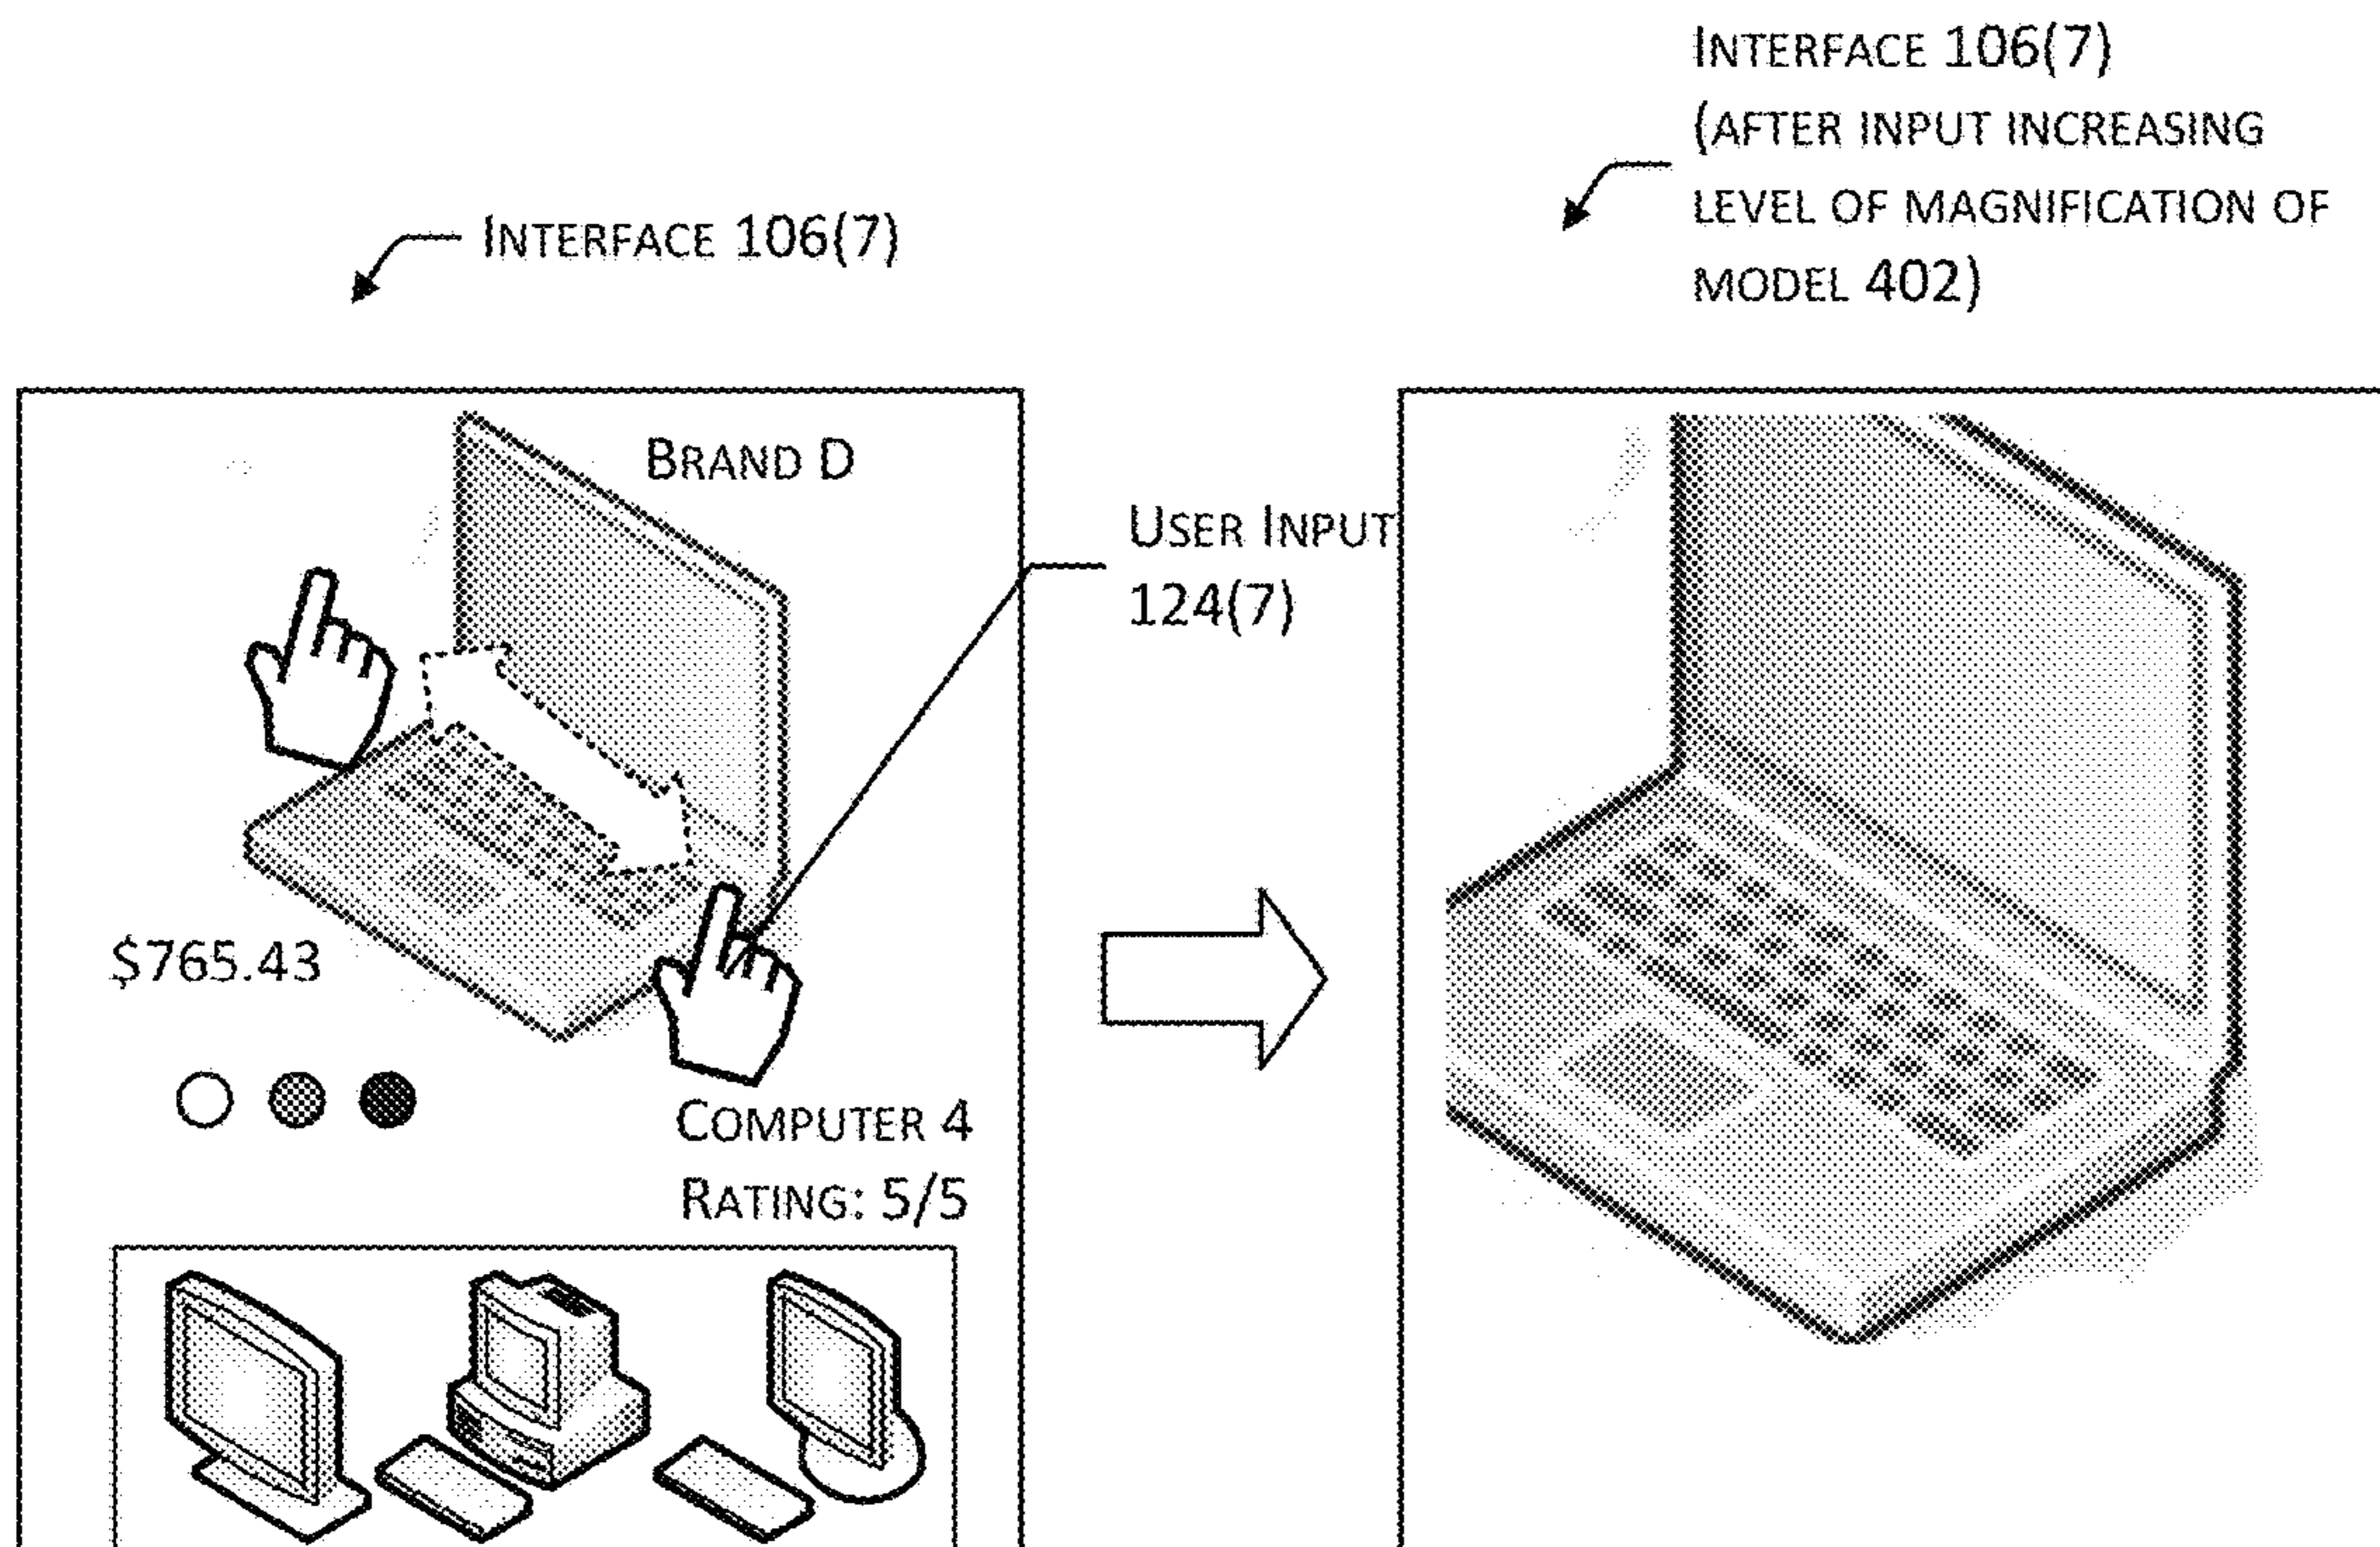 INTERFACE 106(7)
(AFTER INPUT INCREASING
LEVEL OF MAGNIFICATION OF
MODEL 402)
INTERFACE 106(7)
BRAND D
USER INPUT
124(7)
$765.43
COMPUTER 4
RATING: 5/5